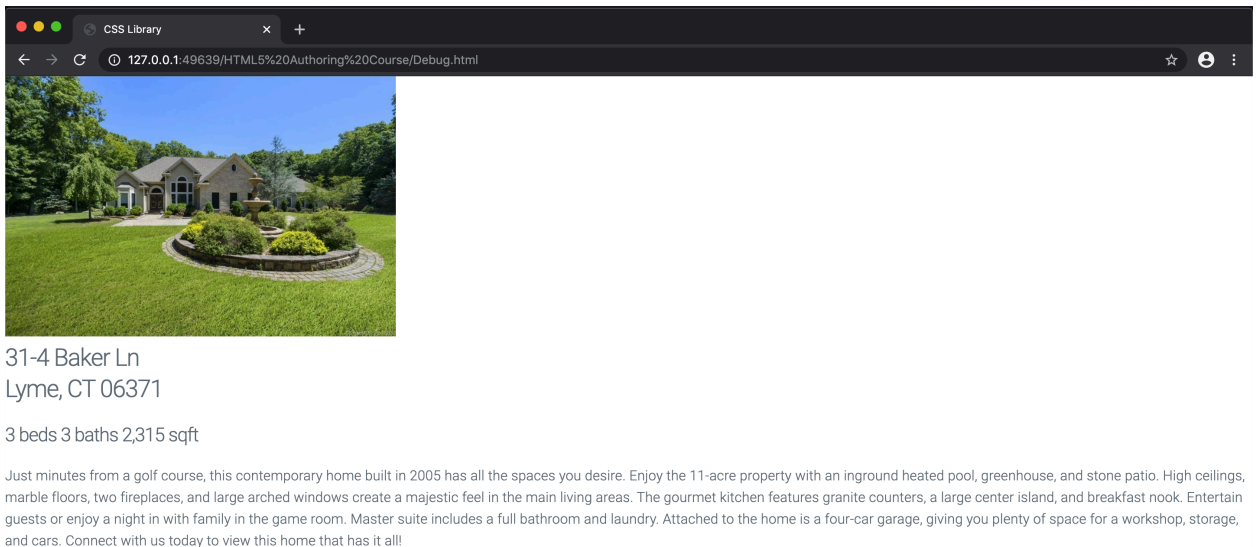 CSS Library
127.0.0.1:49639/HTML5%20Authoring%20Course/Debug.html
31-4 Baker Ln
Lyme, CT 06371
3 beds 3 baths 2,315 sqft
Just minutes from a golf course, this contemporary home built in 2005 has all the spaces you desire. Enjoy the 11-acre property with an inground heated pool, greenhouse, and stone patio. High ceilings,
marble floors, two fireplaces, and large arched windows create a majestic feel in the main living areas. The gourmet kitchen features granite counters, a large center island, and breakfast nook. Entertain
guests or enjoy a night in with family in the game room. Master suite includes a full bathroom and laundry. Attached to the home is a four-car garage, giving you plenty of space for a workshop, storage,
and cars. Connect with us today to view this home that has it all!